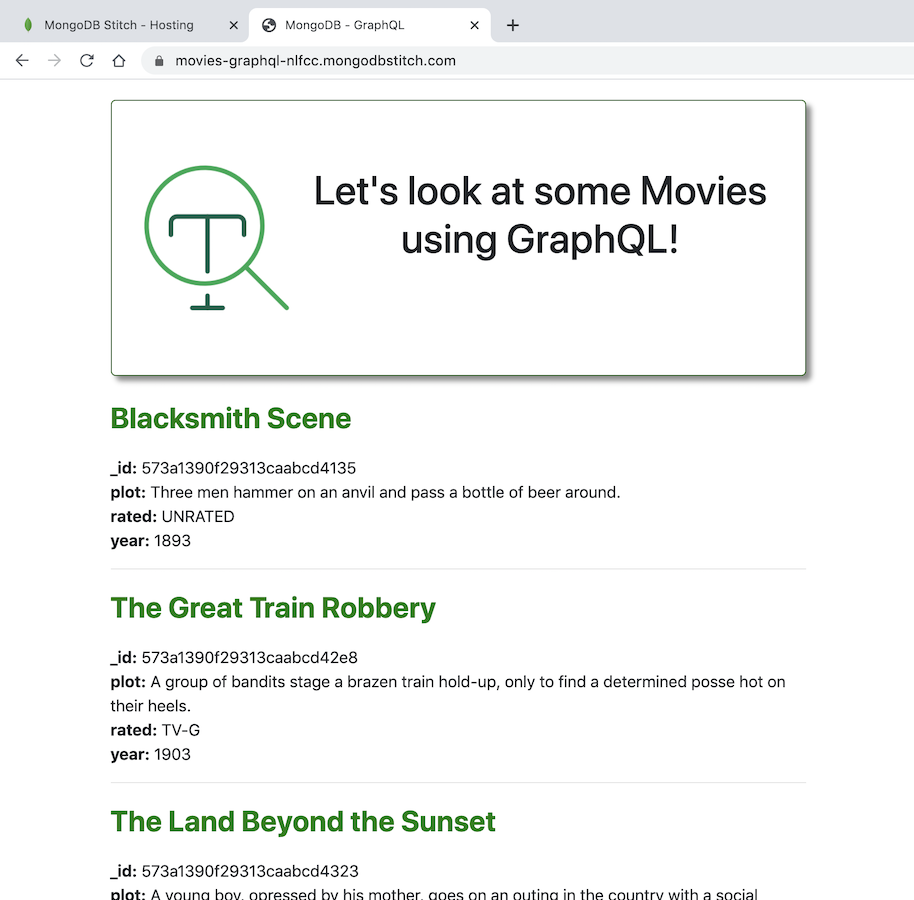 MongoDB Stitch - Hosting
MongoDB - GraphQL
movies-graphql-nlfcc.mongodbstitch.com
T
Let's look at some Movies
using GraphQL!
Blacksmith Scene
_id: 573a1390f29313caabcd4135
plot: Three men hammer on an anvil and pass a bottle of beer around.
rated: UNRATED
year: 1893
The Great Train Robbery
_id: 573a1390f29313caabcd42e8
plot: A group of bandits stage a brazen train hold-up, only to find a determined posse hot on
their heels.
rated: TV-G
year: 1903
The Land Beyond the Sunset
_id: 573a1390f29313caabcd4323
plot: A young boy, opressed by his mother, goes on an outing in the country with a social